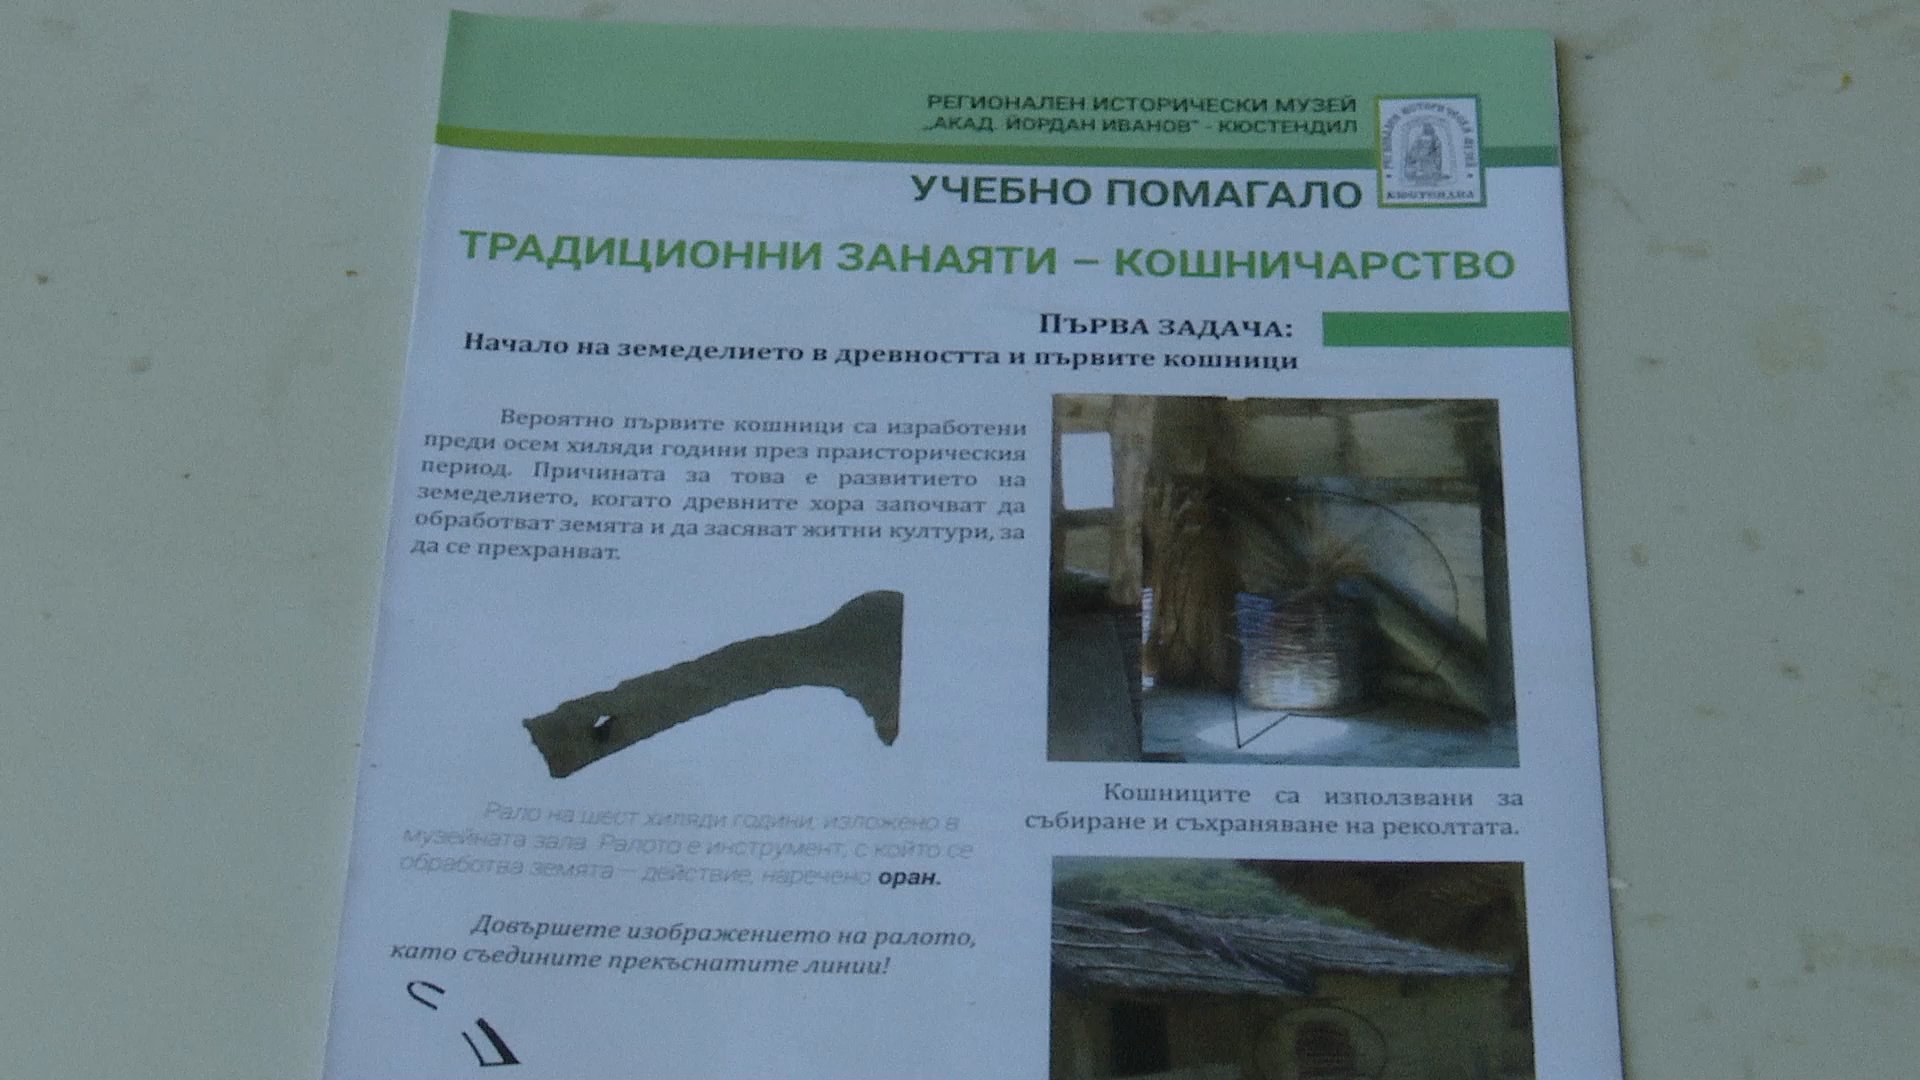 РЕГИОНАЛЕН ИСТОРИЧЕСКИ МУЗЕЙ
„АКАД. ЙОРДАН ИВАНОВ“ - КЮСТЕНДИЛ
УЧЕБНО ПОМАГАЛО
ТРАДИЦИОННИ ЗАНАЯТИ – КОШНИЧАРСТВО
ПЪРВА ЗАДАЧА:
Начало на земеделието в древността и първите кошници
Вероятно първите кошници са изработени
преди осем хиляди години през праисторическия
период. Причината за това е развитието на
земеделието, когато древните хора започват да
обработват земята и да засяват житни култури, за
да се прехранват.
Рало на шест хиляди години, изложено в
музейната зала. Ралото е инструмент, с който се
обработва земята – действие, наречено оран.
Довършете изображението на ралото,
като съедините прекъснатите линии!
Кошниците са използвани за
събиране и съхраняване на реколтата.
РЕГИОНАЛЕН ИСТОРИЧЕСКИ МУЗЕЙ
КЮСТЕНДИЛ